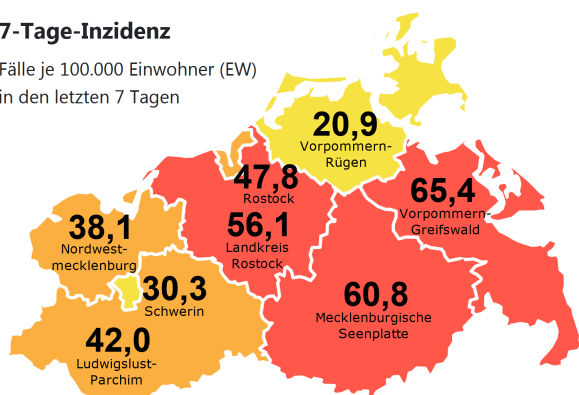 7-Tage-Inzidenz
Fälle je 100.000 Einwohner (EW)
in den letzten 7 Tagen
20,9
Vorpommern-
Rügen
47,8
Rostock
65,4
Vorpommern-
Greifswald
38,1
Nordwest-
mecklenburg
56,1
Landkreis
Rostock
30,3
Schwerin
60,8
Mecklenburgische
Seenplatte
42,0
Ludwigslust-
Parchim